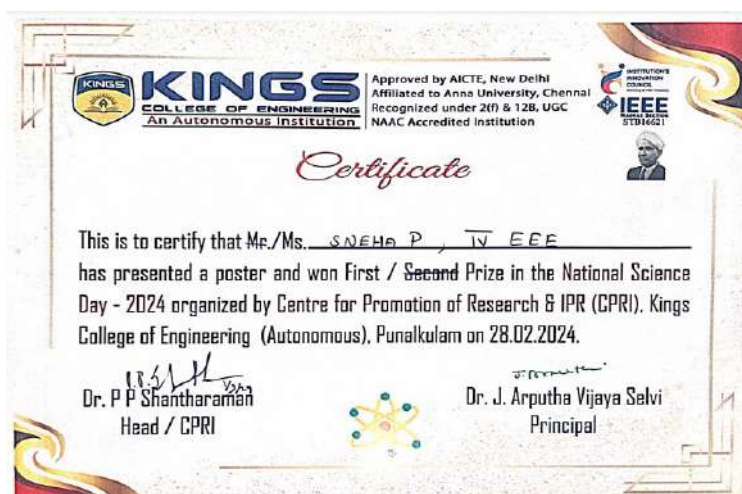 KINGS
KINGS
COLLEGE OF ENGINEERING
An Autonomous Institution
Approved by AICTE, New Delhi
Affiliated to Anna University, Chennai
Recognized under 2(f) & 12B, UGC
NAAC Accredited Institution
INSTITUTION'S
INNOVATION
COUNCIL
IEEE
MADRAS SECTION
STB16621
Certificate
This is to certify that Mr./Ms. SNEHA P, IV EEE
has presented a poster and won First / Second Prize in the National Science
Day - 2024 organized by Centre for Promotion of Research & IPR (CPRI), Kings
College of Engineering (Autonomous), Punalkulam on 28.02.2024.
Dr. P P Shantharaman
Head / CPRI
Dr. J. Arputha Vijaya Selvi
Principal